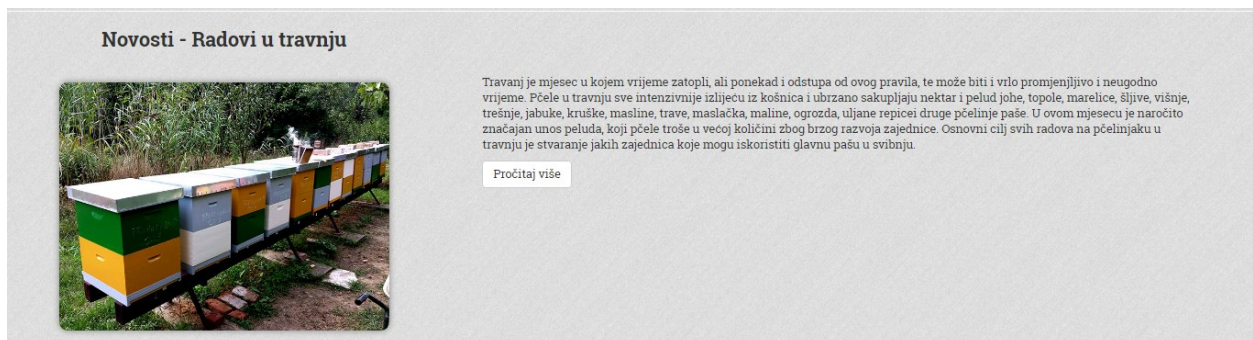 Novosti - Radovi u travnju
Travanj je mjesec u kojem vrijeme zatopli, ali ponekad i odstupa od ovog pravila, te može biti i vrlo promjenjljivo i neugodno
vrijeme. Pčele u travnju sve intenzivnije izlijeću iz košnica i ubrzano sakupljaju nektar i pelud johe, topole, marelice, šljive, višnje,
trešnje, jabuke, kruške, masline, trave, maslačka, maline, ogrozda, uljane repicei druge pčelinje paše. U ovom mjesecu je naročito
značajan unos peluda, koji pčele troše u većoj količini zbog brzog razvoja zajednice. Osnovni cilj svih radova na pčelinjaku u
travnju je stvaranje jakih zajednica koje mogu iskoristiti glavnu pašu u svibnju.
Pročitaj više